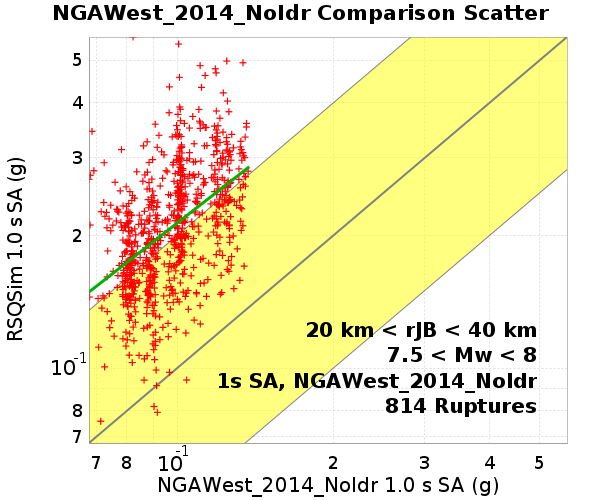 NGAWest_2014_NoIdr Comparison Scatter
RSQSim 1.0 s SA (g)
5
4
3
2
10-1
8
7
20 km < rJB < 40 km
7.5 < Mw < 8
1s SA, NGAWest_2014_NoIdr
814 Ruptures
7 8 10-1 2 3 4 5
NGAWest_2014_NoIdr 1.0 s SA (g)